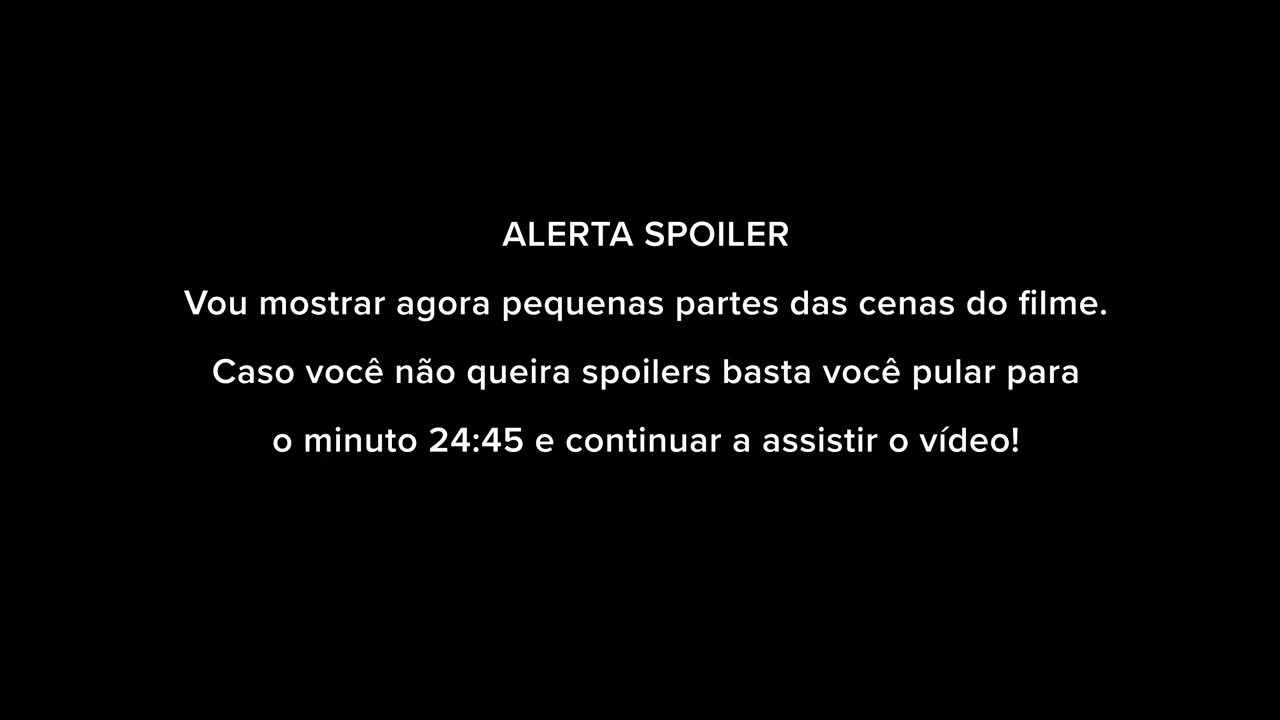 ALERTA SPOILER
Vou mostrar agora pequenas partes das cenas do filme.
Caso você não queira spoilers basta você pular para
o minuto 24:45 e continuar a assistir o vídeo!